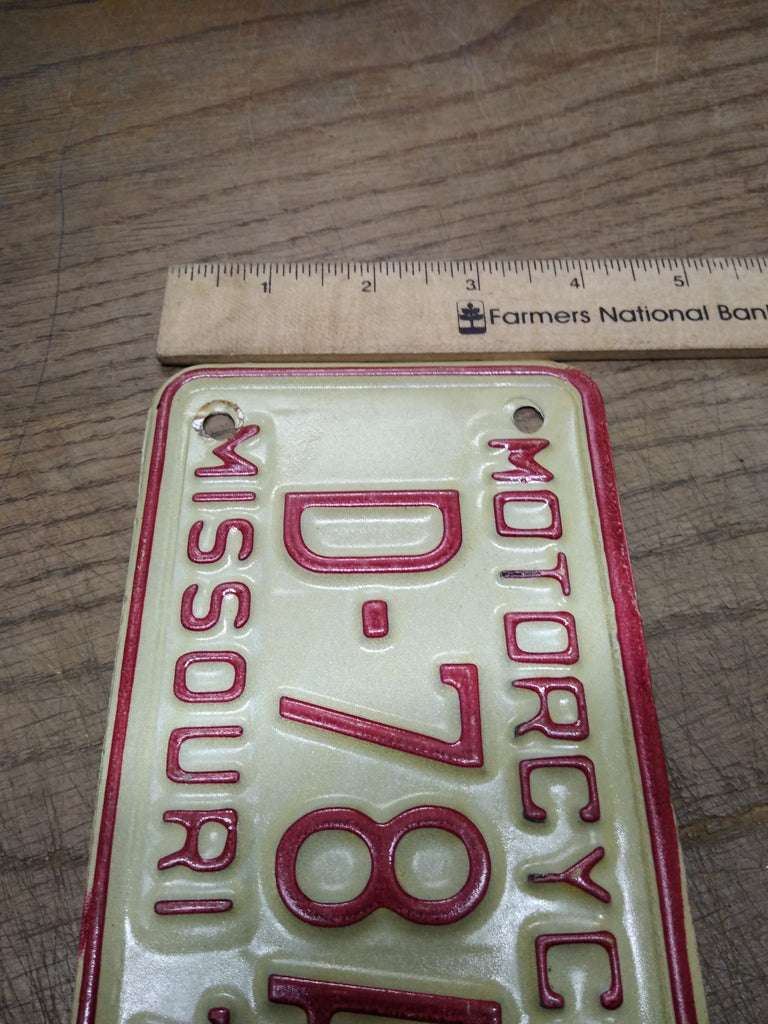 1 2 3 4 5
Farmers National Ban
MOTORCYC
D-78
MISSOURI